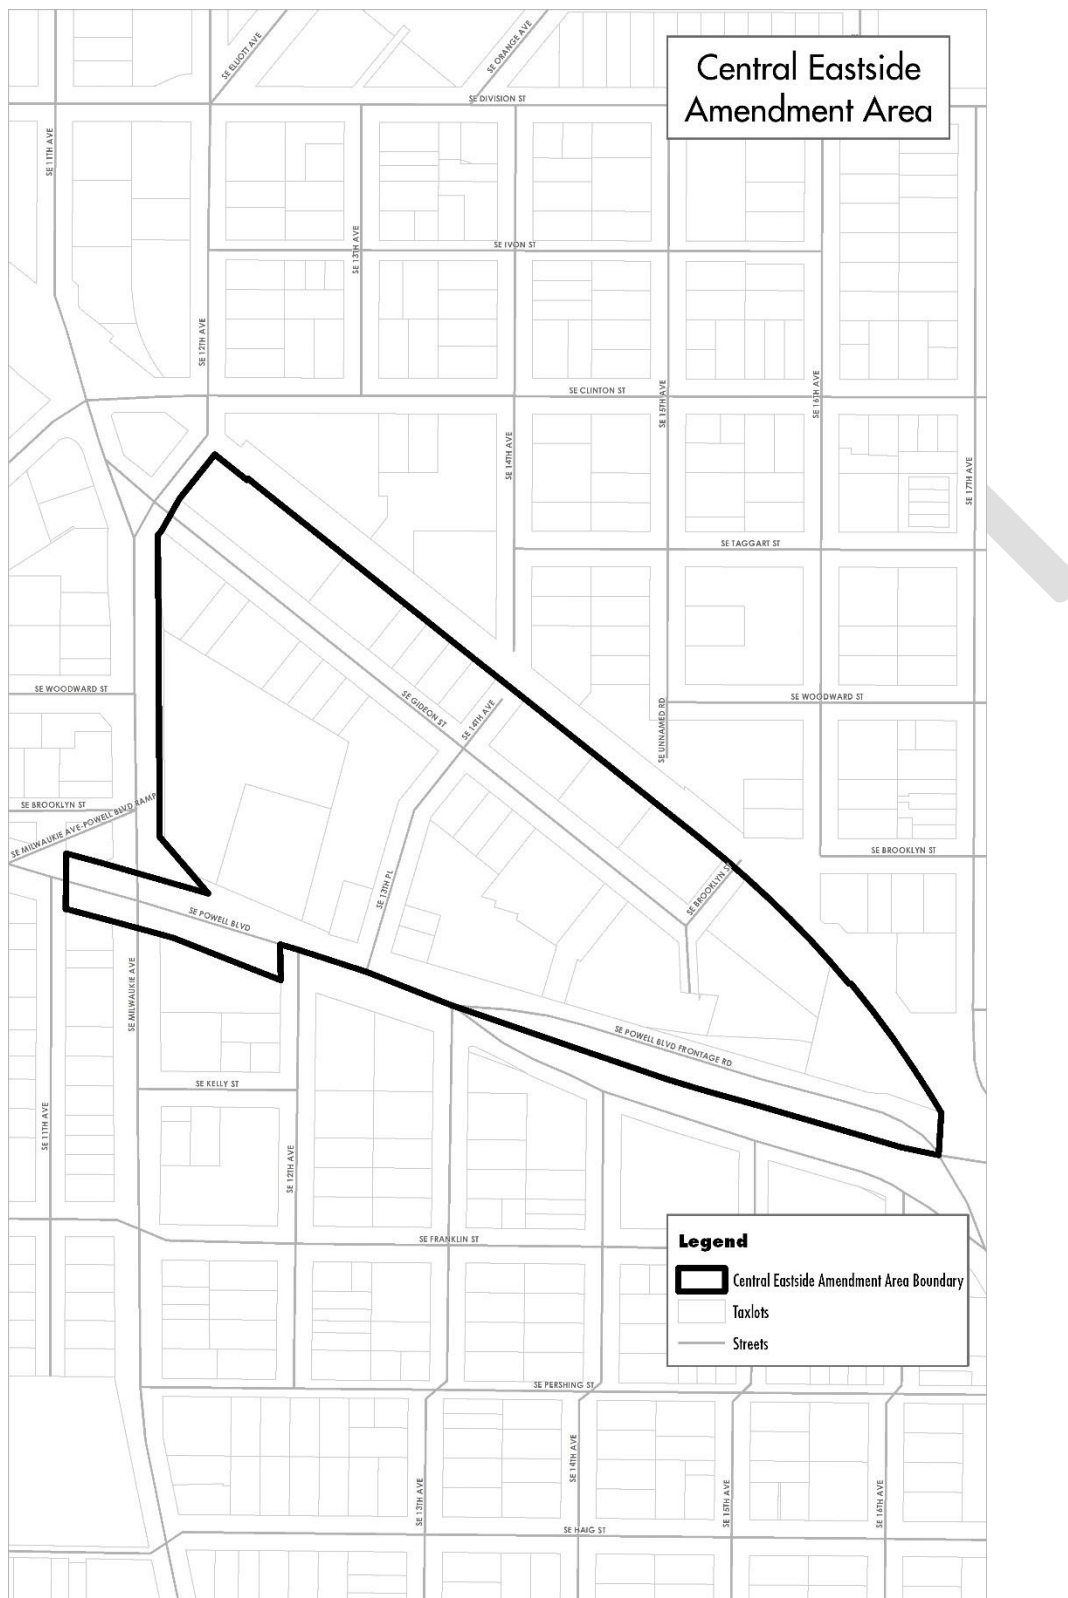 Central Eastside
Amendment Area
SE ELLIOTT AVE
SE ORANGE AVE
SE DIVISION ST
SE 11TH AVE
SE IVON ST
SE 13TH AVE
SE 12TH AVE
SE CLINTON ST
SE 15TH AVE
SE 16TH AVE
SE 14TH AVE
SE 17TH AVE
SE TAGGART ST
SE WOODWARD ST
SE GIDEON ST
SE 14TH AVE
SE UNNAMED RD
SE WOODWARD ST
SE BROOKLYN ST
SE MILWAUKIE AVE-POWELL BLVD RAMP
SE BROOKLYN ST
SE 13TH PL
SE BROOKLYN S
SE POWELL BLVD
SE MILWAUKIE AVE
SE POWELL BLVD FRONTAGE RD
SE KELLY ST
SE 11TH AVE
SE 12TH AVE
SE FRANKLIN ST
Legend
Central Eastside Amendment Area Boundary
Taxlots
Streets
SE PERSHING ST
SE 13TH AVE
SE 14TH AVE
SE 15TH AVE
SE 16TH AVE
SE HAIG ST